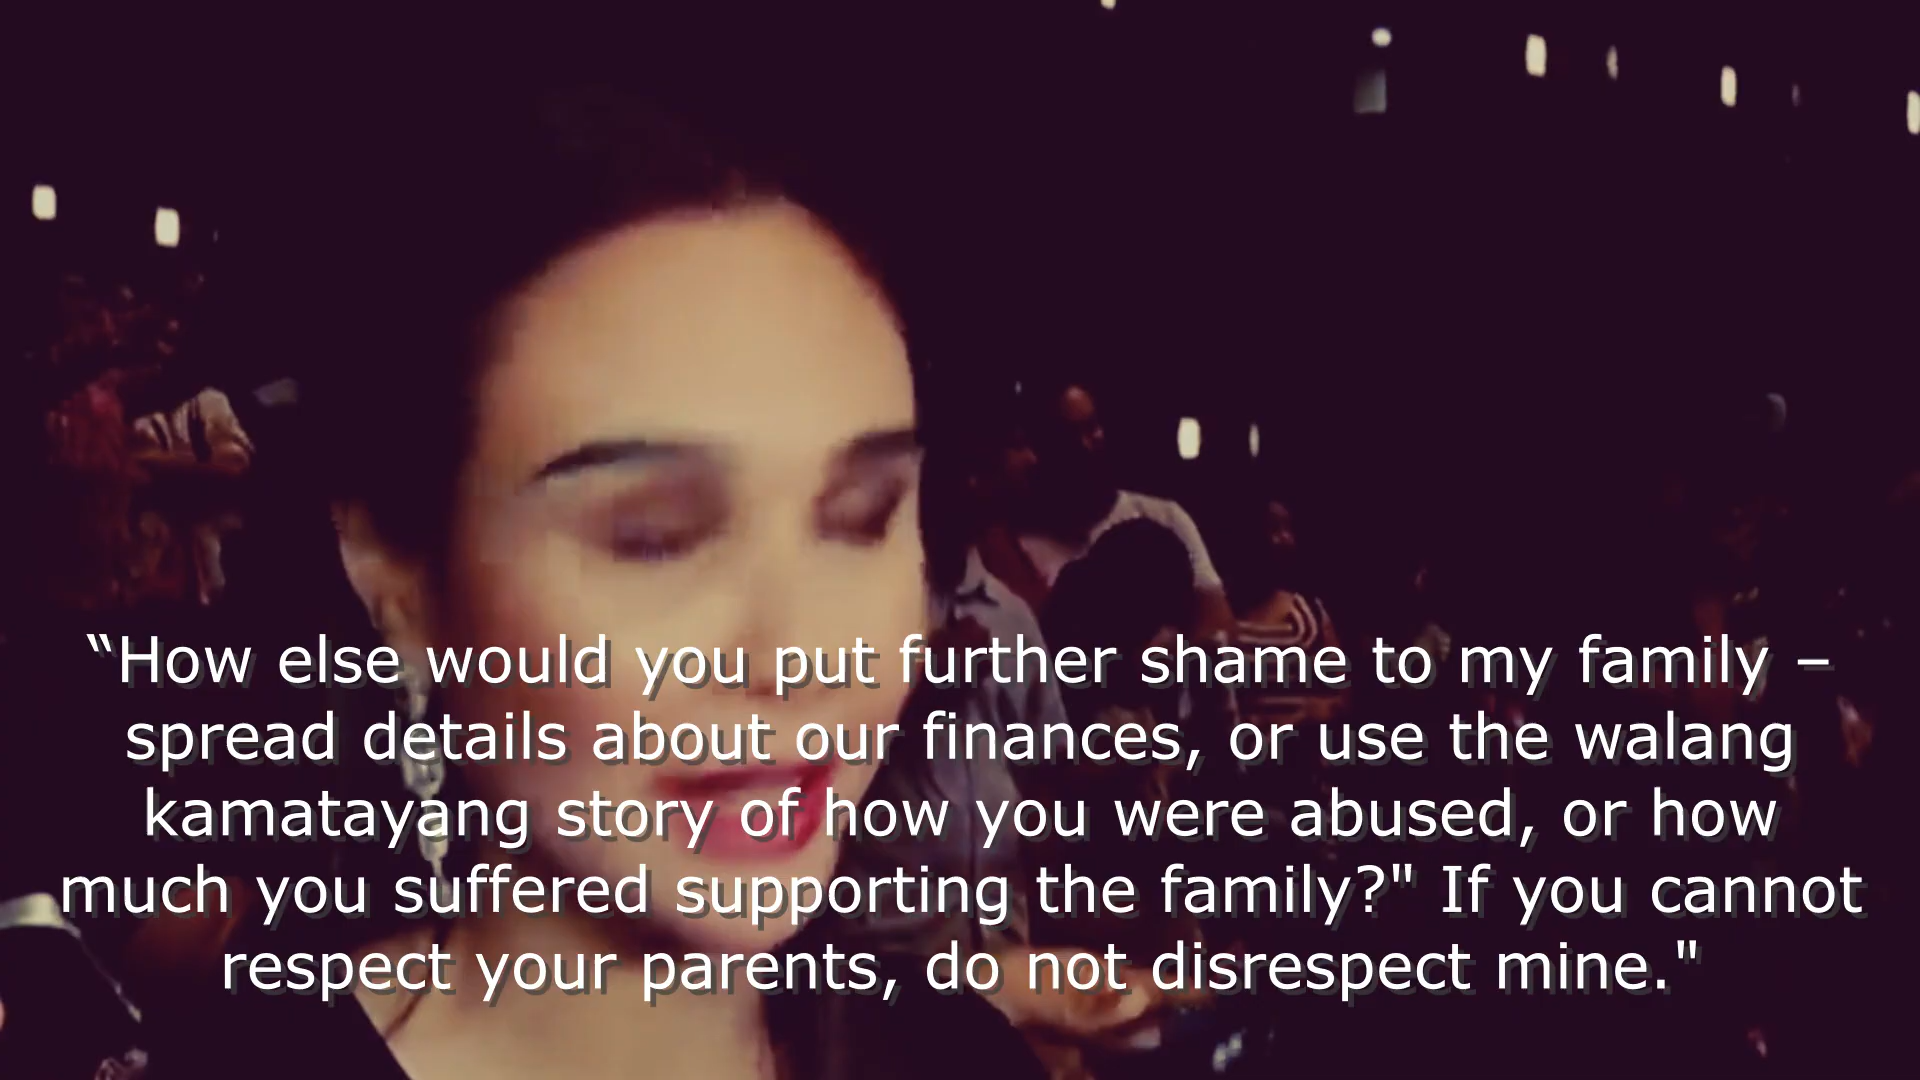 “How else would you put further shame to my family –
spread details about our finances, or use the walang
kamatayang story of how you were abused, or how
much you suffered supporting the family?" If you cannot
respect your parents, do not disrespect mine."